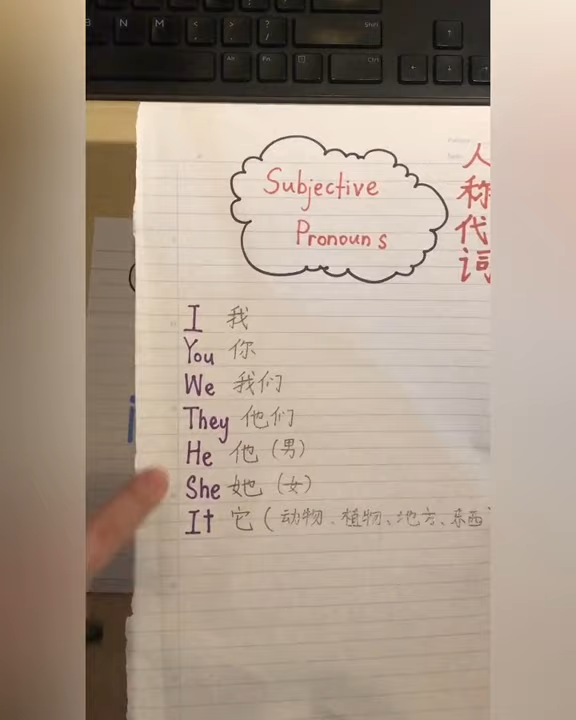 Subjective
Pronouns
人称代词
I 我
You 你
We 我们
They 他们
He 他 (男)
She 她 (女)
It 它 (动物、植物、地方、东西